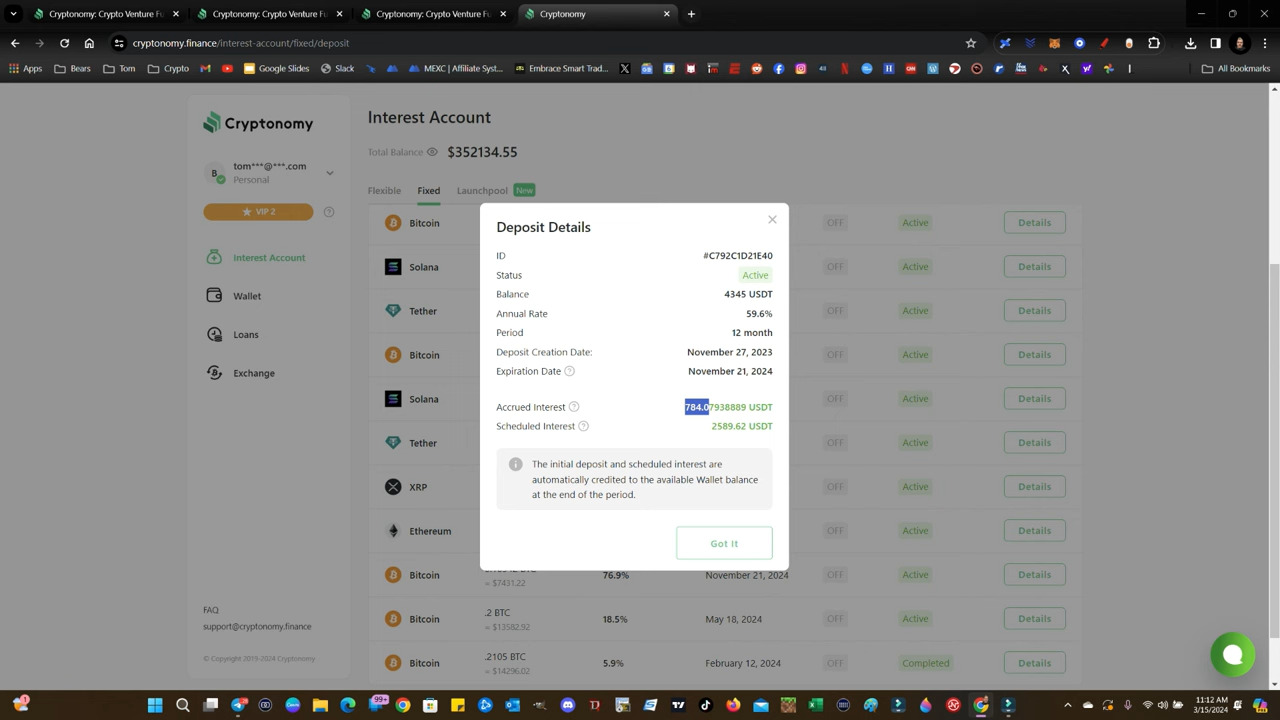 Cryptonomy: Crypto Venture Fu
Cryptonomy: Crypto Venture Fu
Cryptonomy: Crypto Venture Fu
Cryptonomy
cryptonomy.finance/interest-account/fixed/deposit
Apps
Bears
Tom
Crypto
Google Slides
Slack
MEXC | Affiliate Syst...
Embrace Smart Trad...
All Bookmarks
Cryptonomy
tom***@***.com
Personal
VIP 2
Interest Account
Wallet
Loans
Exchange
FAQ
support@cryptonomy.finance
© Copyright 2019-2024 Cryptonomy
Interest Account
Total Balance
$352134.55
Flexible
Fixed
Launchpool
New
Bitcoin
OFF
Active
Details
Solana
OFF
Active
Details
Tether
OFF
Active
Details
Bitcoin
OFF
Active
Details
Solana
OFF
Active
Details
Tether
OFF
Active
Details
XRP
OFF
Active
Details
Ethereum
OFF
Active
Details
Bitcoin
≈ $7431.22
76.9%
November 21, 2024
OFF
Active
Details
Bitcoin
.2 BTC
≈ $13582.92
18.5%
May 18, 2024
OFF
Active
Details
Bitcoin
.2105 BTC
≈ $14296.02
5.9%
February 12, 2024
OFF
Completed
Details
Deposit Details
ID #C792C1D21E40
Status Active
Balance 4345 USDT
Annual Rate 59.6%
Period 12 month
Deposit Creation Date: November 27, 2023
Expiration Date November 21, 2024
Accrued Interest 784.07938889 USDT
Scheduled Interest 2589.62 USDT
The initial deposit and scheduled interest are
automatically credited to the available Wallet balance
at the end of the period.
Got It
99+
11:12 AM
3/15/2024